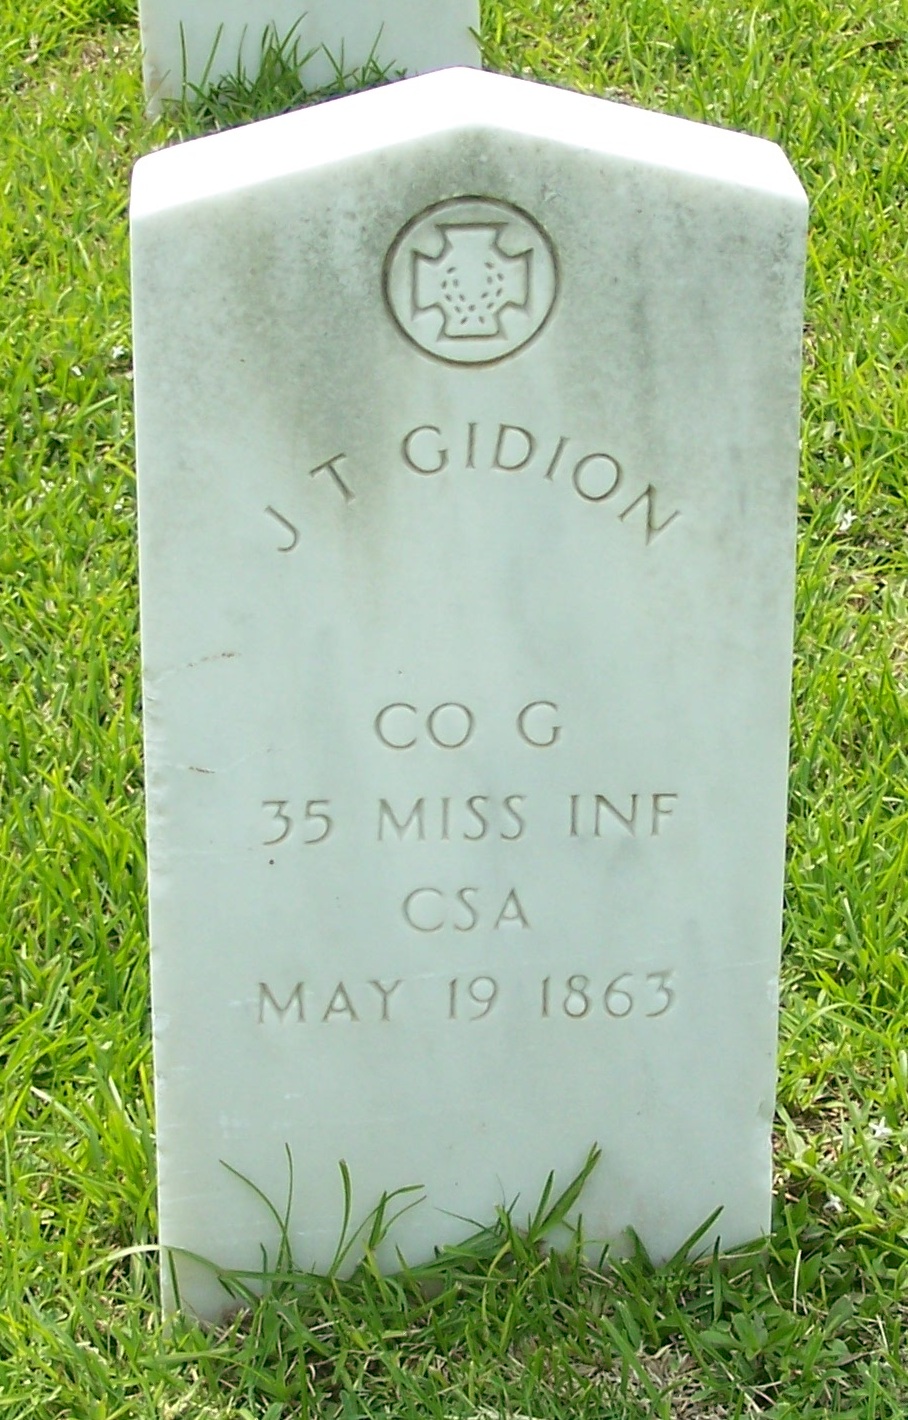 J T GIDION
CO G
35 MISS INF
CSA
MAY 19 1863